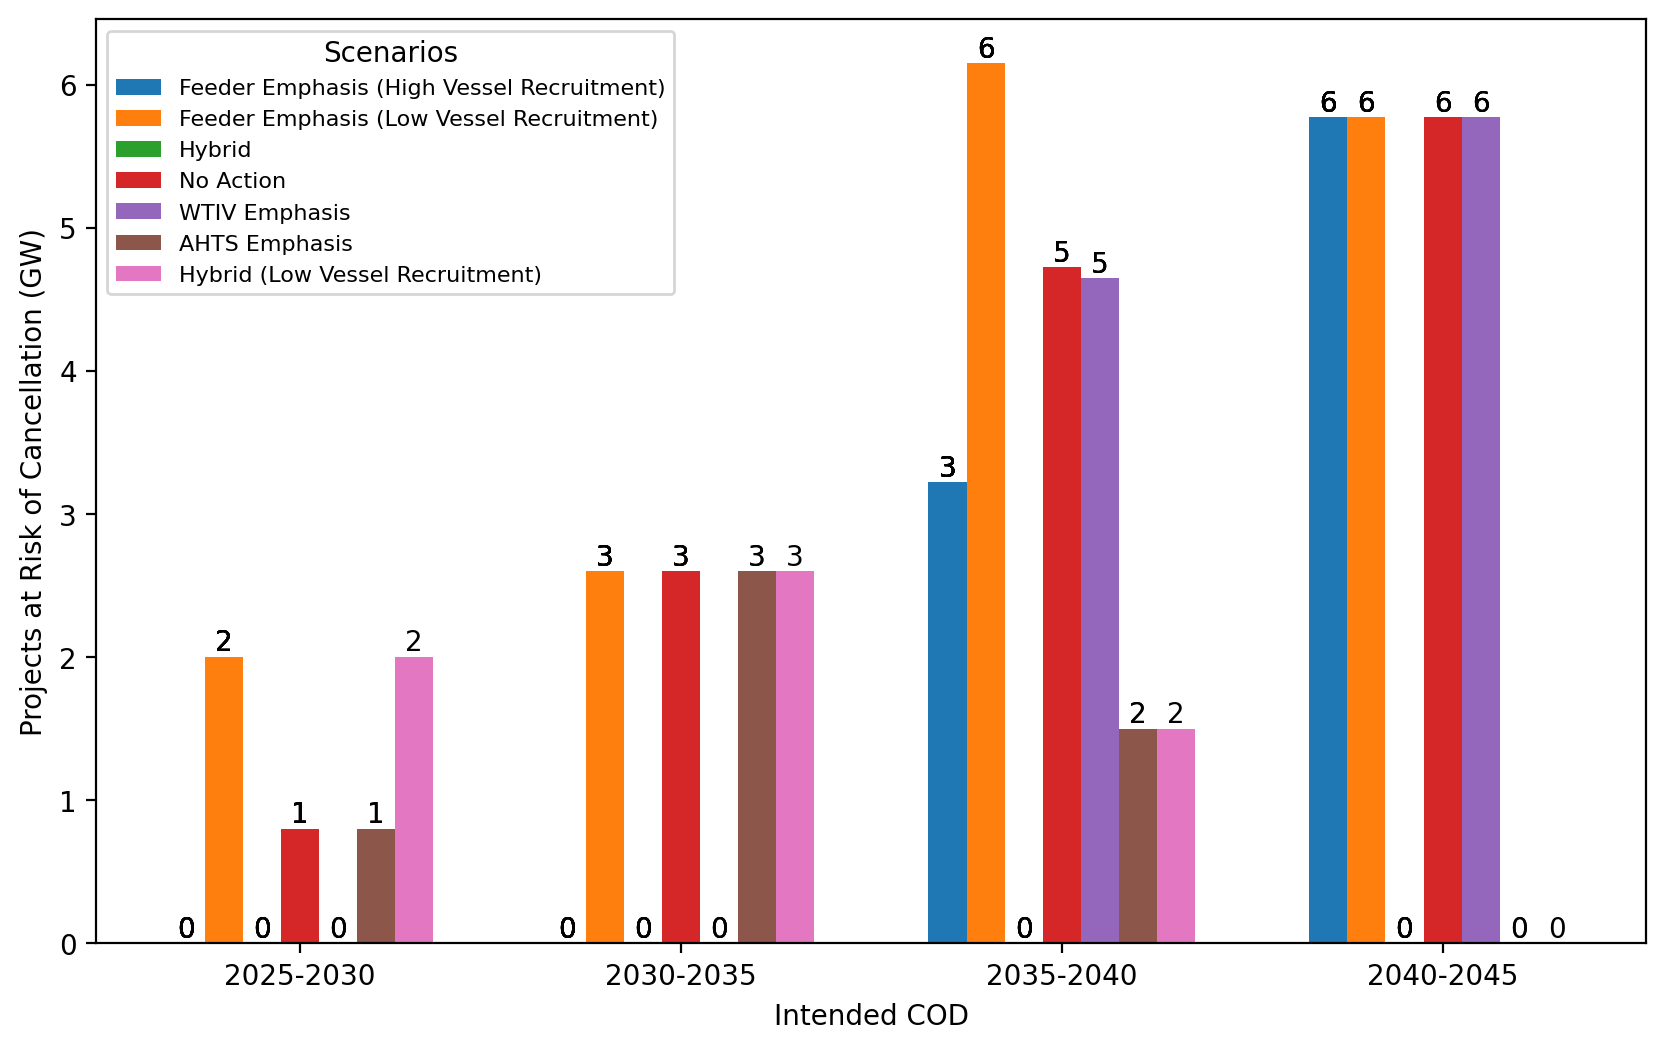 Scenarios
Feeder Emphasis (High Vessel Recruitment)
Feeder Emphasis (Low Vessel Recruitment)
Hybrid
No Action
WTIV Emphasis
AHTS Emphasis
Hybrid (Low Vessel Recruitment)
Projects at Risk of Cancellation (GW)
6
5
4
3
2
1
0
0 2 0 1 0 1 2
0 3 0 3 0 3 3
3 6 0 5 5 2 2
6 6 0 6 6 0 0
2025-2030 2030-2035 2035-2040 2040-2045
Intended COD